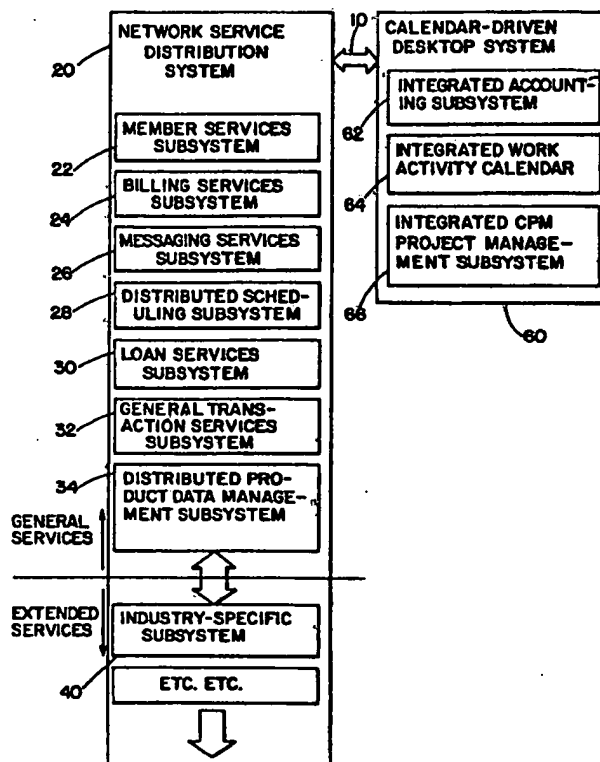 10
20
NETWORK SERVICE
DISTRIBUTION
SYSTEM
22
MEMBER SERVICES
SUBSYSTEM
24
BILLING SERVICES
SUBSYSTEM
26
MESSAGING SERVICES
SUBSYSTEM
28
DISTRIBUTED SCHED-
ULING SUBSYSTEM
30
LOAN SERVICES
SUBSYSTEM
32
GENERAL TRANS-
ACTION SERVICES
SUBSYSTEM
34
DISTRIBUTED PRO-
DUCT DATA MANAGE-
MENT SUBSYSTEM
GENERAL
SERVICES
EXTENDED
SERVICES
INDUSTRY-SPECIFIC
SUBSYSTEM
40
ETC. ETC.
CALENDAR-DRIVEN
DESKTOP SYSTEM
62
INTEGRATED ACCOUNT-
ING SUBSYSTEM
64
INTEGRATED WORK
ACTIVITY CALENDAR
66
INTEGRATED CPM
PROJECT MANAGE-
MENT SUBSYSTEM
60